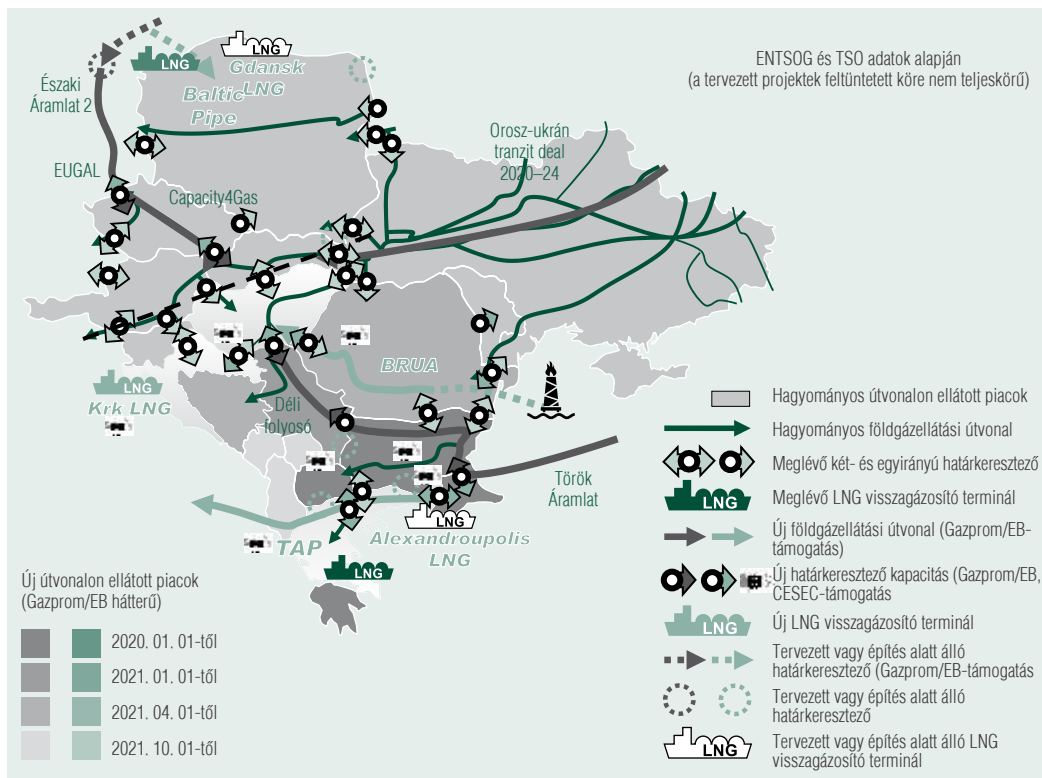 ENTSOG és TSO adatok alapján
(a tervezett projektek feltüntetett köre nem teljeskörű)
LNG
LNG
Gdansk
LNG
Baltic
Pipe
Északi
Áramlat 2
Orosz-ukrán
tranzit deal
2020–24
EUGAL
Capacity4Gas
BRUA
LNG
Krk LNG
Déli
folyosó
Török
Áramlat
TAP
LNG
Alexandroupolis
LNG
LNG
Hagyományos útvonalon ellátott piacok
Hagyományos földgázellátási útvonal
Meglévő két- és egyirányú határkeresztező
LNG
Meglévő LNG visszagázosító terminál
Új földgázellátási útvonal (Gazprom/EB-
támogatás)
Új határkeresztező kapacitás (Gazprom/EB,
CESEC-támogatás
LNG
Új LNG visszagázosító terminál
Tervezett vagy építés alatt álló
határkeresztező (Gazprom/EB-támogatás
Tervezett vagy építés alatt álló
határkeresztező
LNG
Tervezett vagy építés alatt álló LNG
visszagázosító terminál
Új útvonalon ellátott piacok
(Gazprom/EB hátterű)
2020. 01. 01-től
2021. 01. 01-től
2021. 04. 01-től
2021. 10. 01-től